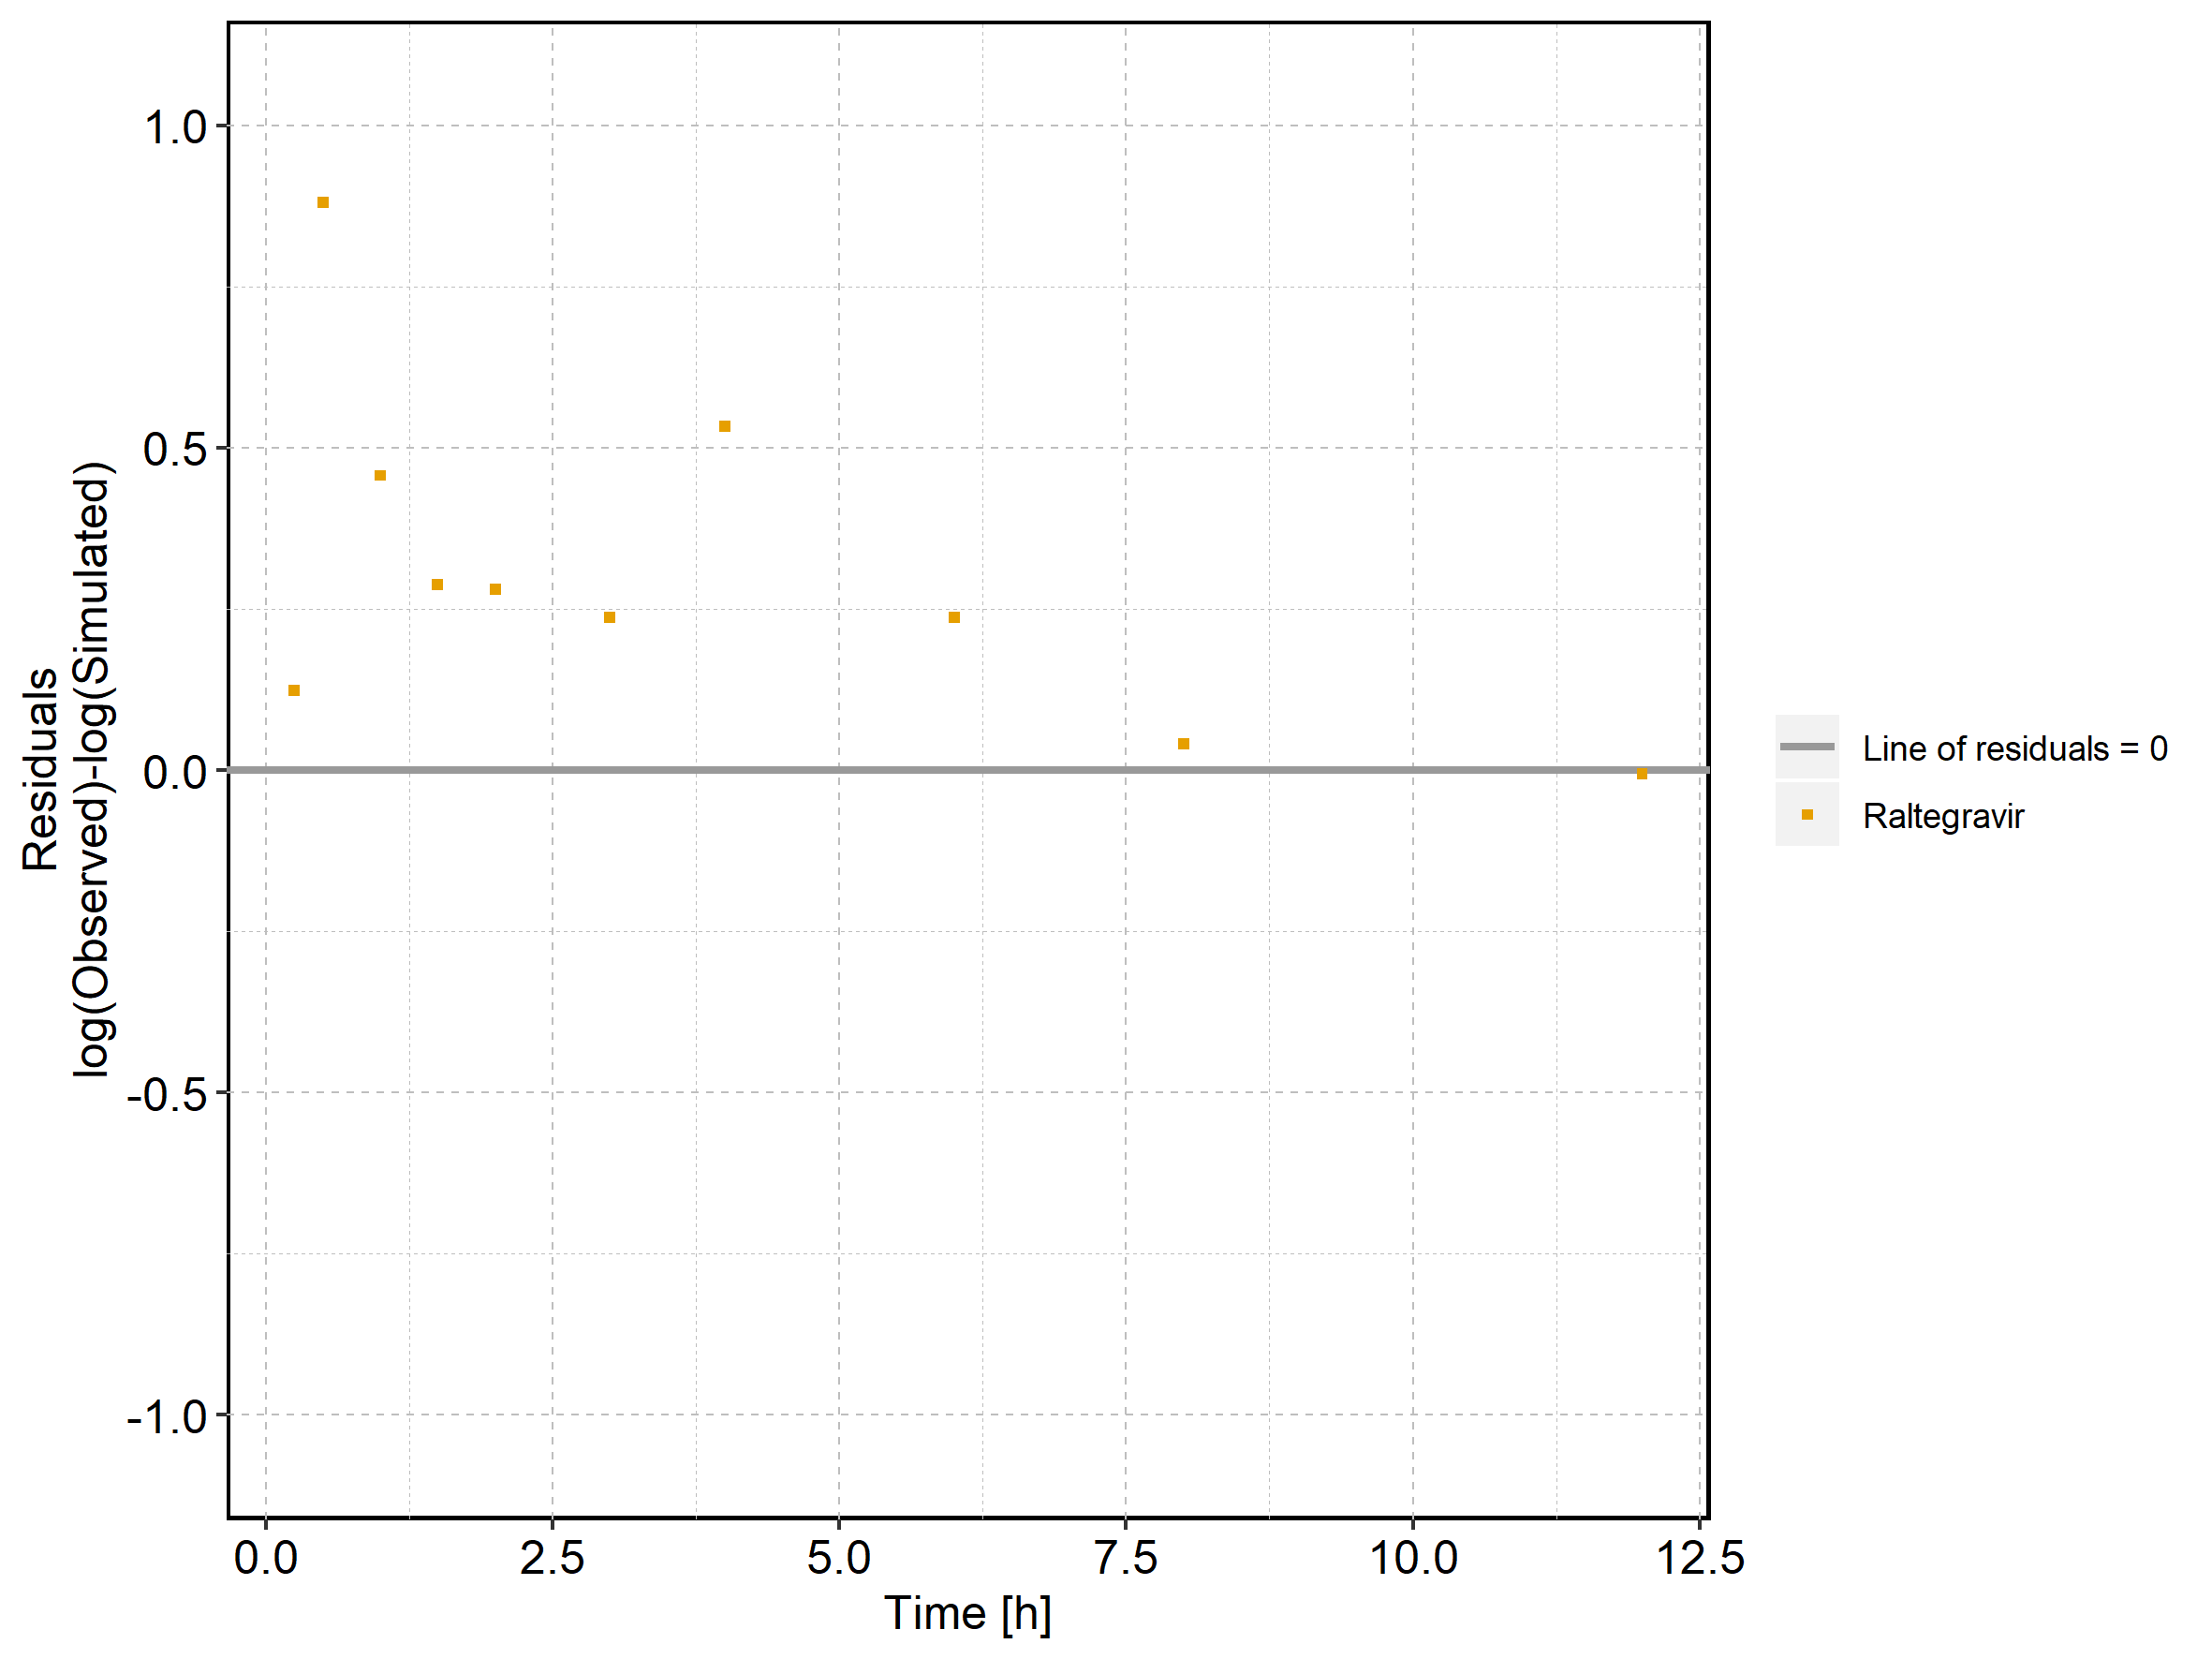 Residuals
log(Observed)-log(Simulated)
1.0
0.5
0.0
-0.5
-1.0
0.0 2.5 5.0 7.5 10.0 12.5
Time [h]
Line of residuals = 0
Raltegravir